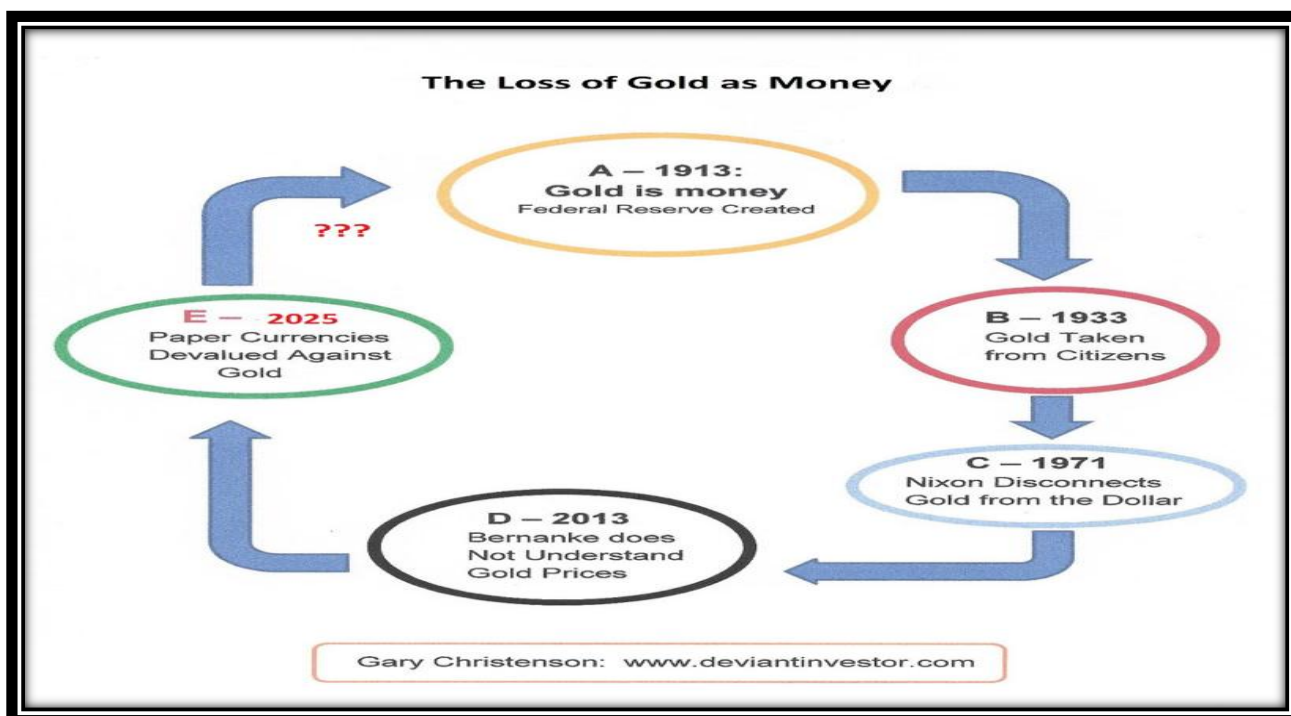 The Loss of Gold as Money
A – 1913:
Gold is money
Federal Reserve Created
B – 1933
Gold Taken
from Citizens
C – 1971
Nixon Disconnects
Gold from the Dollar
D – 2013
Bernanke does
Not Understand
Gold Prices
E – 2025
Paper Currencies
Devalued Against
Gold
???
Gary Christenson: www.deviantinvestor.com